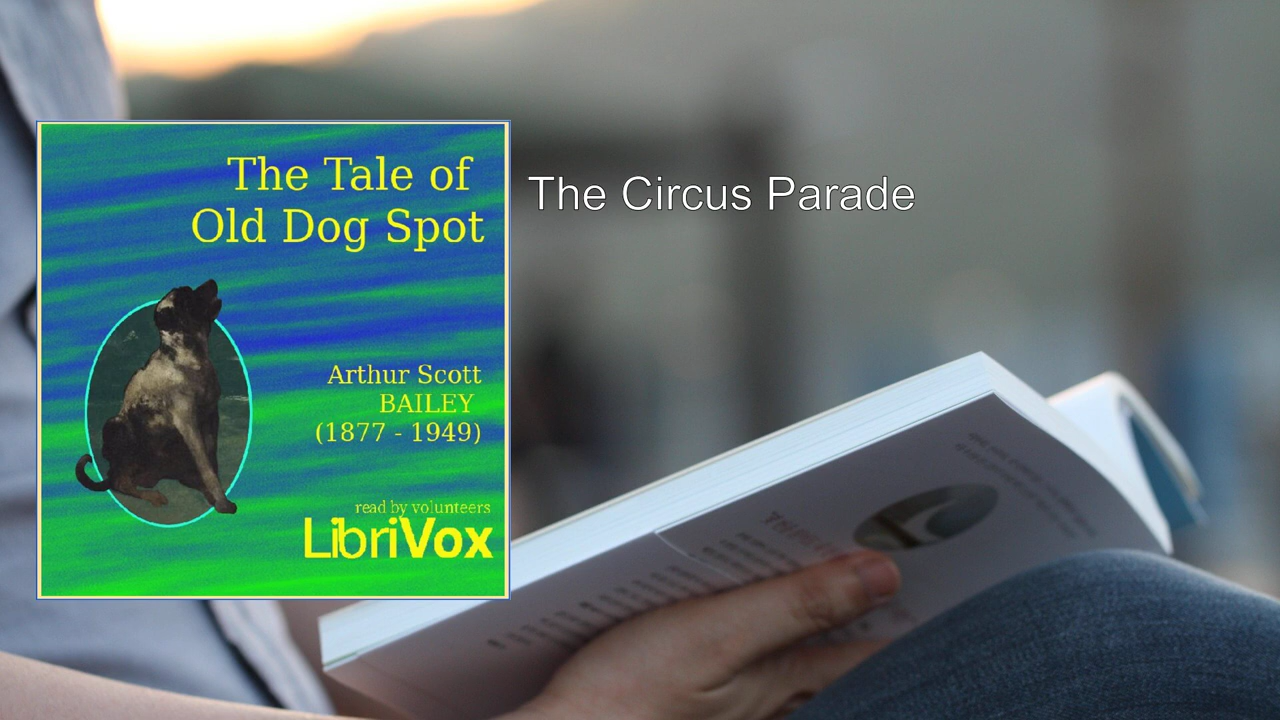 The Tale of
Old Dog Spot
Arthur Scott
BAILEY
(1877 - 1949)
read by volunteers
LibriVox
The Circus Parade